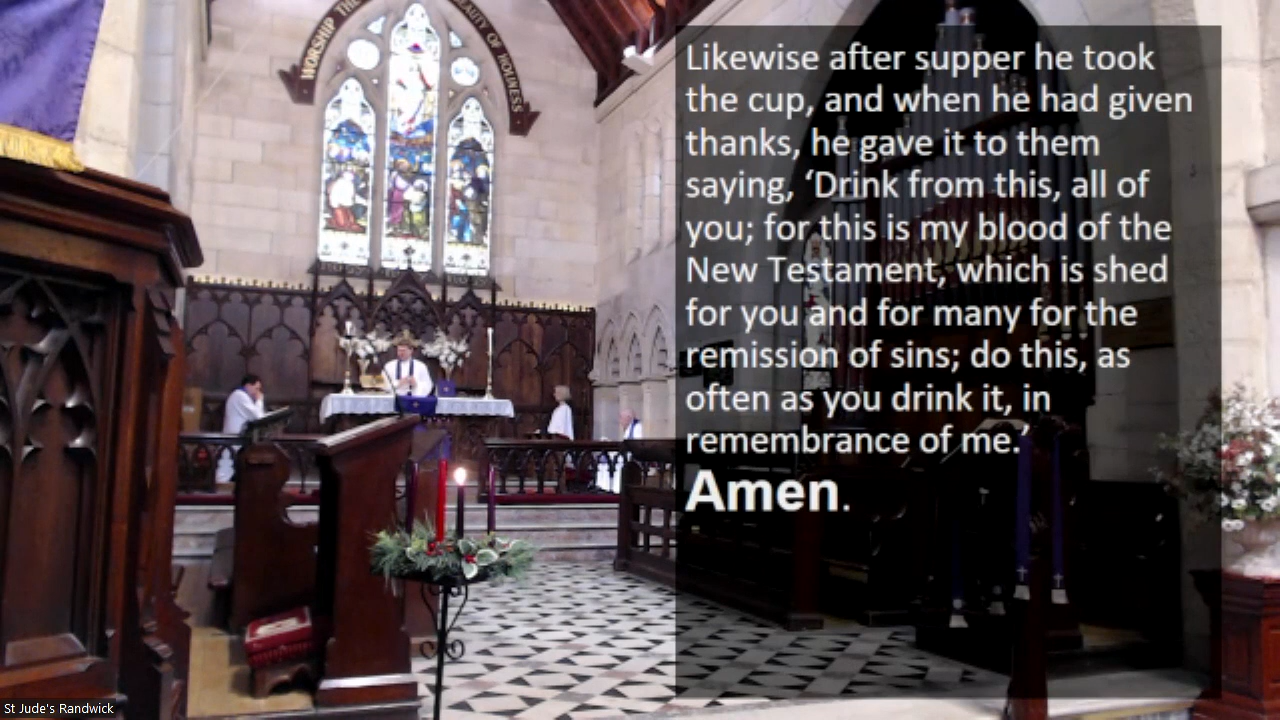 WORSHIP THE
BEAUTY OF HOLINESS
Likewise after supper he took
the cup, and when he had given
thanks, he gave it to them
saying, ‘Drink from this, all of
you; for this is my blood of the
New Testament, which is shed
for you and for many for the
remission of sins; do this, as
often as you drink it, in
remembrance of me.’
Amen.
St Jude's Randwick